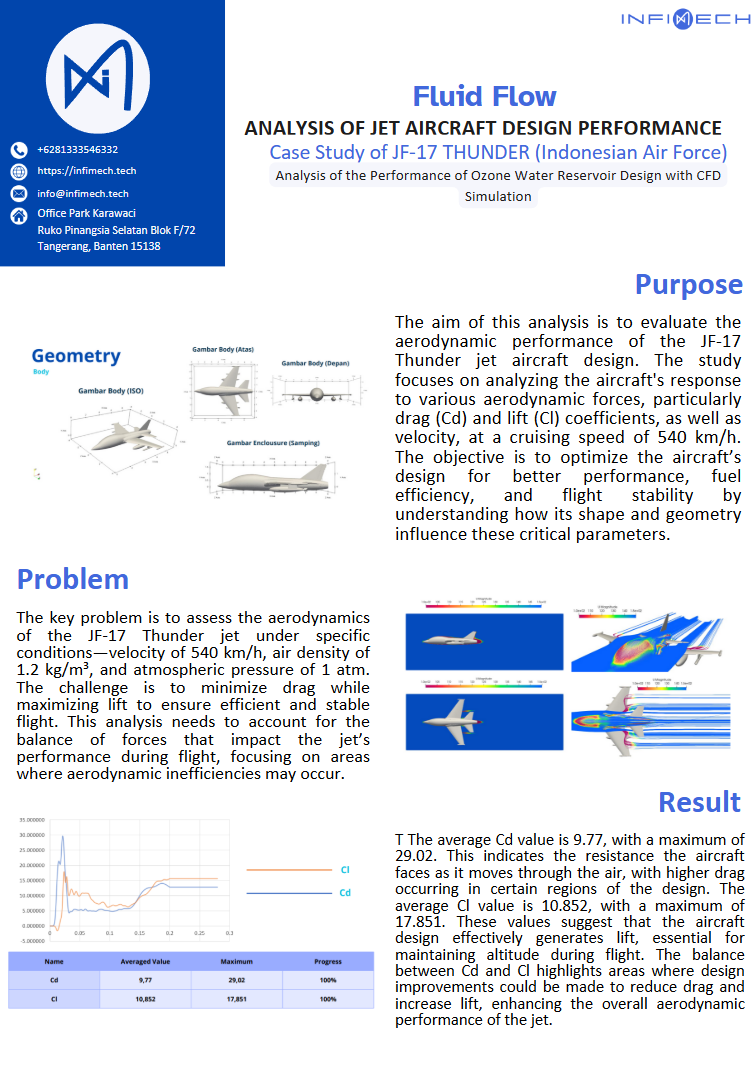 INFIMECH
+6281333546332
https://infimech.tech
info@infimech.tech
Office Park Karawaci
Ruko Pinangsia Selatan Blok F/72
Tangerang, Banten 15138
Fluid Flow
ANALYSIS OF JET AIRCRAFT DESIGN PERFORMANCE
Case Study of JF-17 THUNDER (Indonesian Air Force)
Analysis of the Performance of Ozone Water Reservoir Design with CFD
Simulation
Geometry
Body
Gambar Body (ISO)
Gambar Body (Atas)
Gambar Body (Depan)
Gambar Enclousure (Samping)
Purpose
The aim of this analysis is to evaluate the
aerodynamic performance of the JF-17
Thunder jet aircraft design. The study
focuses on analyzing the aircraft's response
to various aerodynamic forces, particularly
drag (Cd) and lift (Cl) coefficients, as well as
velocity, at a cruising speed of 540 km/h.
The objective is to optimize the aircraft’s
design for better performance, fuel
efficiency, and flight stability by
understanding how its shape and geometry
influence these critical parameters.
Problem
The key problem is to assess the aerodynamics
of the JF-17 Thunder jet under specific
conditions—velocity of 540 km/h, air density of
1.2 kg/m³, and atmospheric pressure of 1 atm.
The challenge is to minimize drag while
maximizing lift to ensure efficient and stable
flight. This analysis needs to account for the
balance of forces that impact the jet’s
performance during flight, focusing on areas
where aerodynamic inefficiencies may occur.
35.000000
30.000000
25.000000
20.000000
15.000000
10.000000
5.000000
0.000000
-5.000000
0 0.05 0.1 0.15 0.2 0.25 0.3
Cl
Cd
Name Averaged Value Maximum Progress
Cd 9,77 29,02 100%
Cl 10,852 17,851 100%
Result
T The average Cd value is 9.77, with a maximum of
29.02. This indicates the resistance the aircraft
faces as it moves through the air, with higher drag
occurring in certain regions of the design. The
average Cl value is 10.852, with a maximum of
17.851. These values suggest that the aircraft
design effectively generates lift, essential for
maintaining altitude during flight. The balance
between Cd and Cl highlights areas where design
improvements could be made to reduce drag and
increase lift, enhancing the overall aerodynamic
performance of the jet.